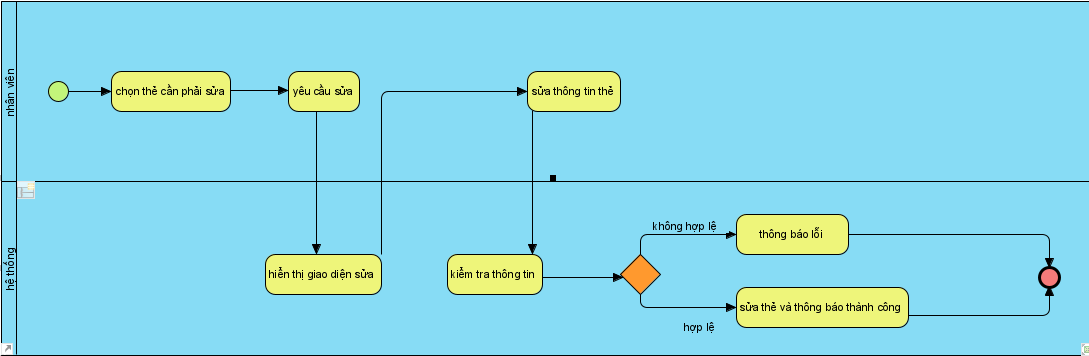 nhân viên
chọn thẻ cần phải sửa
yêu cầu sửa
sửa thông tin thẻ
hệ thống
hiển thị giao diện sửa
kiểm tra thông tin
không hợp lệ
thông báo lỗi
hợp lệ
sửa thẻ và thông báo thành công